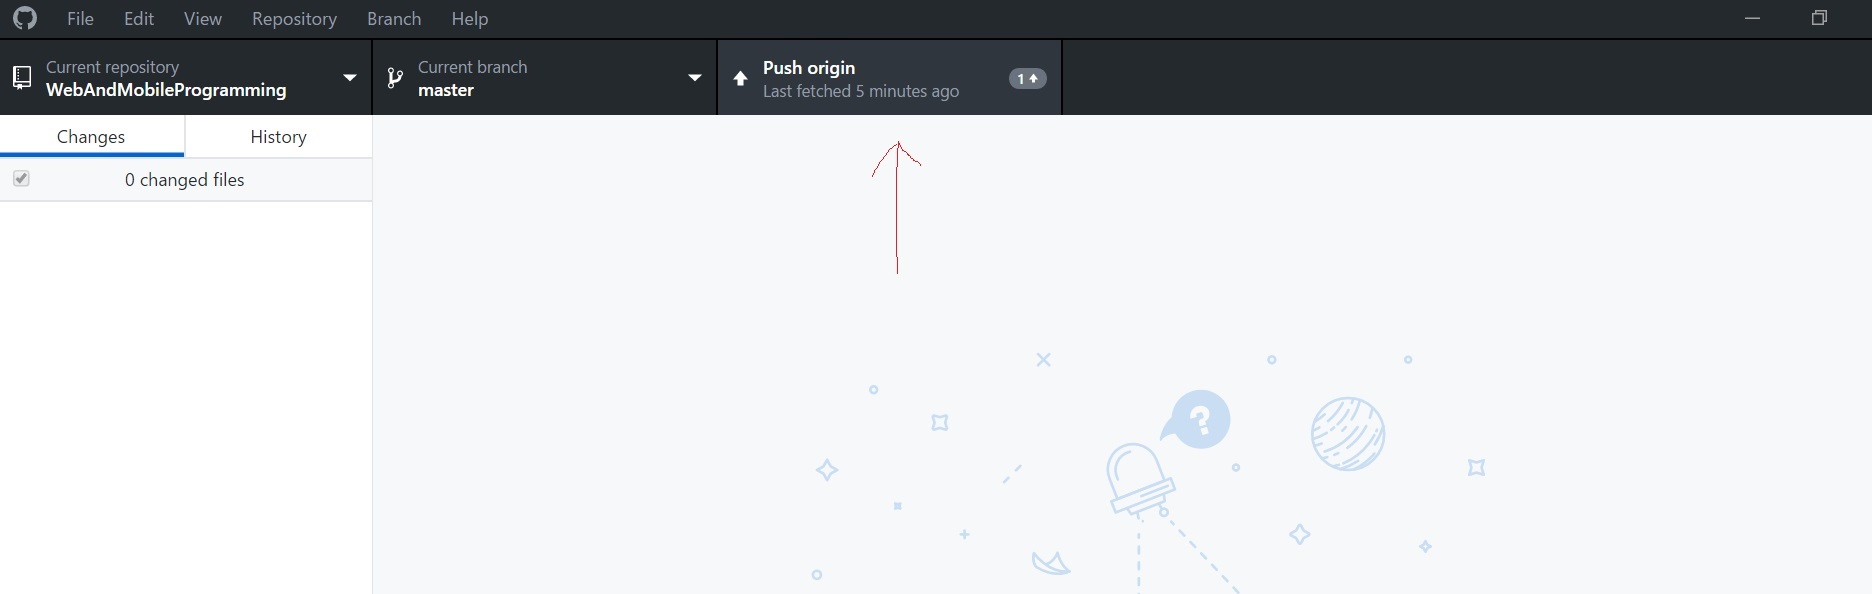 File Edit View Repository Branch Help
Current repository
WebAndMobileProgramming
Current branch
master
Push origin
Last fetched 5 minutes ago
1
Changes History
0 changed files
?